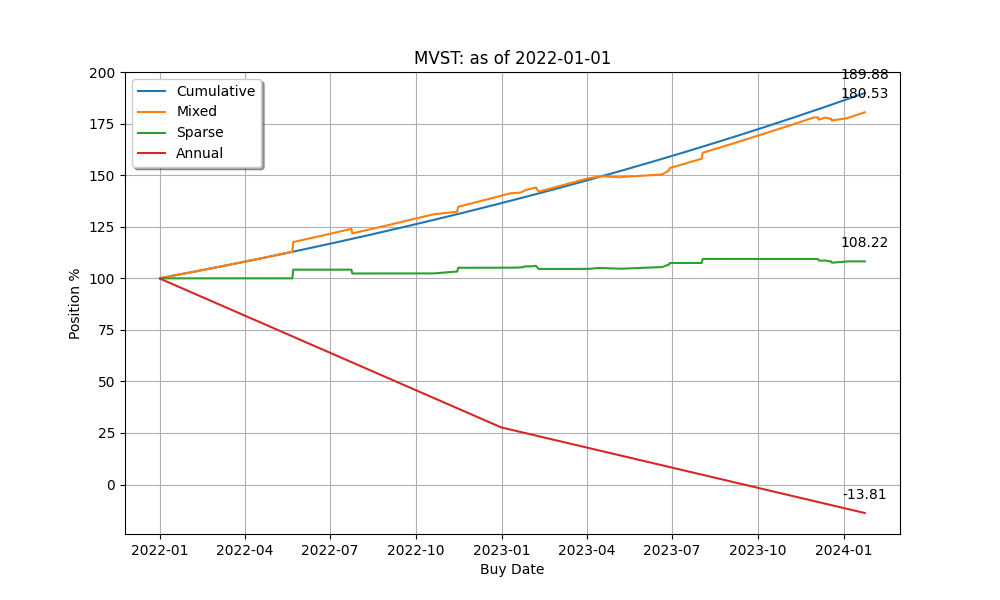 MVST: as of 2022-01-01
Cumulative
Mixed
Sparse
Annual
189.88
180.53
108.22
-13.81
Position %
200
175
150
125
100
75
50
25
0
2022-01 2022-04 2022-07 2022-10 2023-01 2023-04 2023-07 2023-10 2024-01
Buy Date